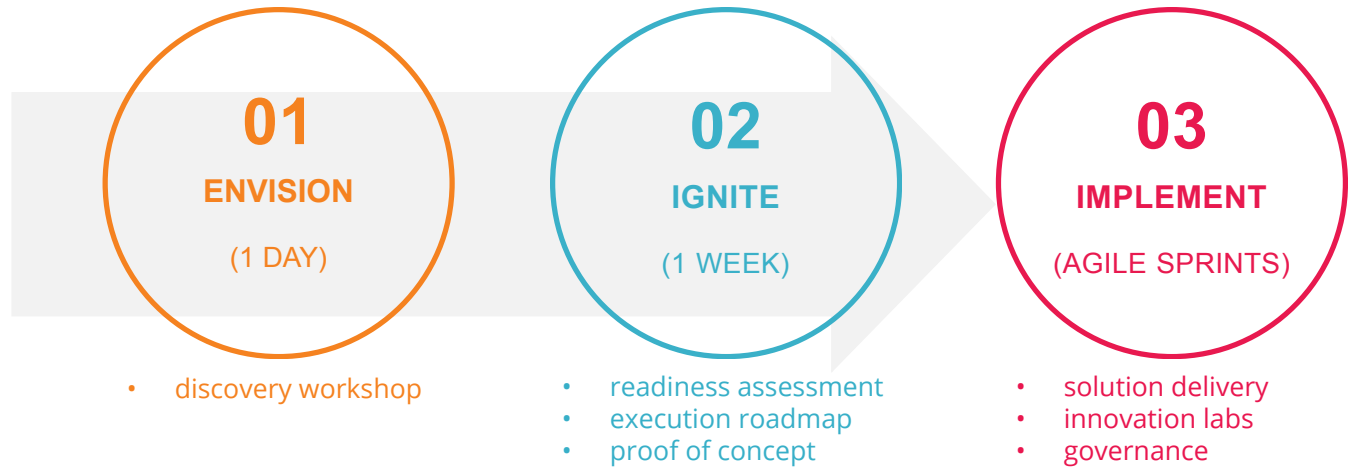 01
ENVISION
(1 DAY)
• discovery workshop
02
IGNITE
(1 WEEK)
• readiness assessment
• execution roadmap
• proof of concept
03
IMPLEMENT
(AGILE SPRINTS)
• solution delivery
• innovation labs
• governance